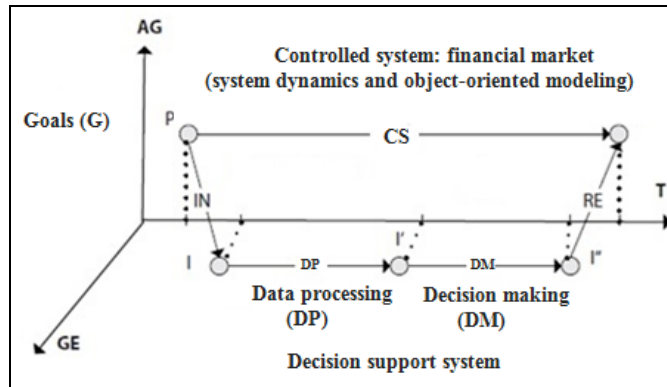 AG
Controlled system: financial market
(system dynamics and object-oriented modeling)
Goals (G)
P
CS
T
IN
RE
I
DP
I'
DM
I"
Data processing
(DP)
Decision making
(DM)
GE
Decision support system